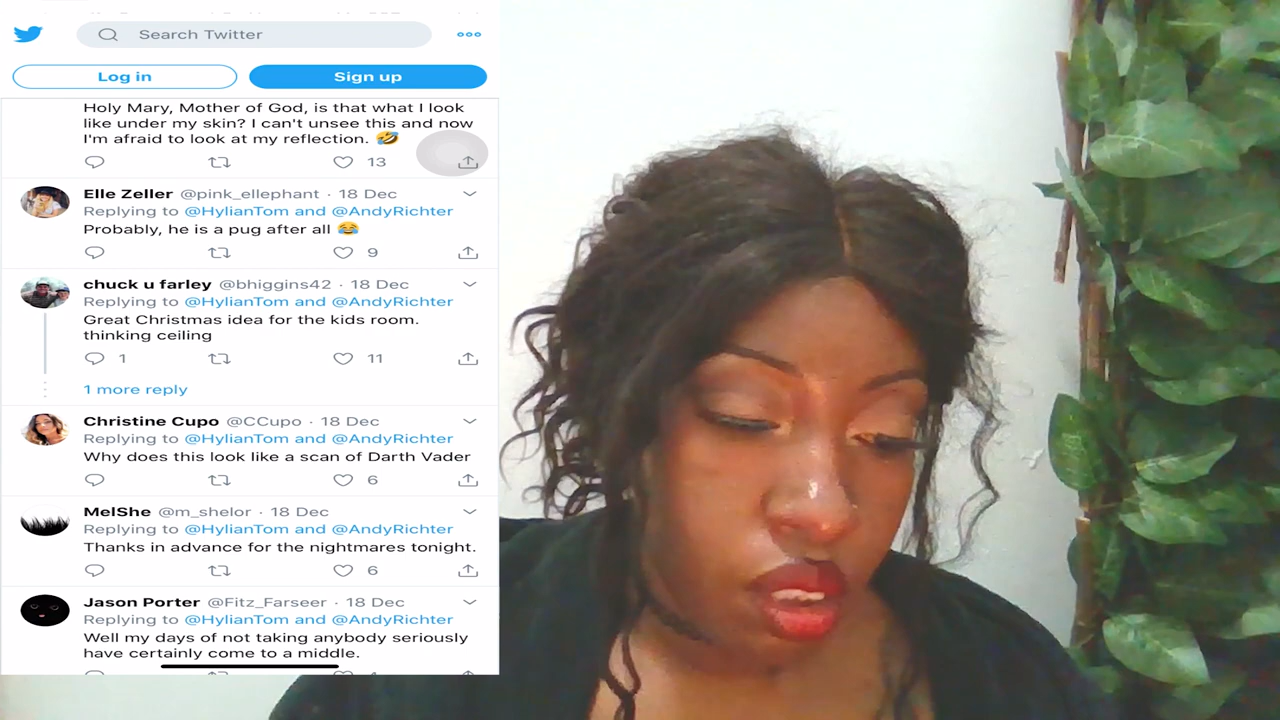 Search Twitter
Log in
Sign up
Holy Mary, Mother of God, is that what I look
like under my skin? I can't unsee this and now
I'm afraid to look at my reflection. 🤣
13
Elle Zeller @pink_ellephant · 18 Dec
Replying to @HylianTom and @AndyRichter
Probably, he is a pug after all 😂
9
chuck u farley @bhiggins42 · 18 Dec
Replying to @HylianTom and @AndyRichter
Great Christmas idea for the kids room.
thinking ceiling
1 11
1 more reply
Christine Cupo @CCupo · 18 Dec
Replying to @HylianTom and @AndyRichter
Why does this look like a scan of Darth Vader
6
MelShe @m_shelor · 18 Dec
Replying to @HylianTom and @AndyRichter
Thanks in advance for the nightmares tonight.
6
Jason Porter @Fitz_Farseer · 18 Dec
Replying to @HylianTom and @AndyRichter
Well my days of not taking anybody seriously
have certainly come to a middle.